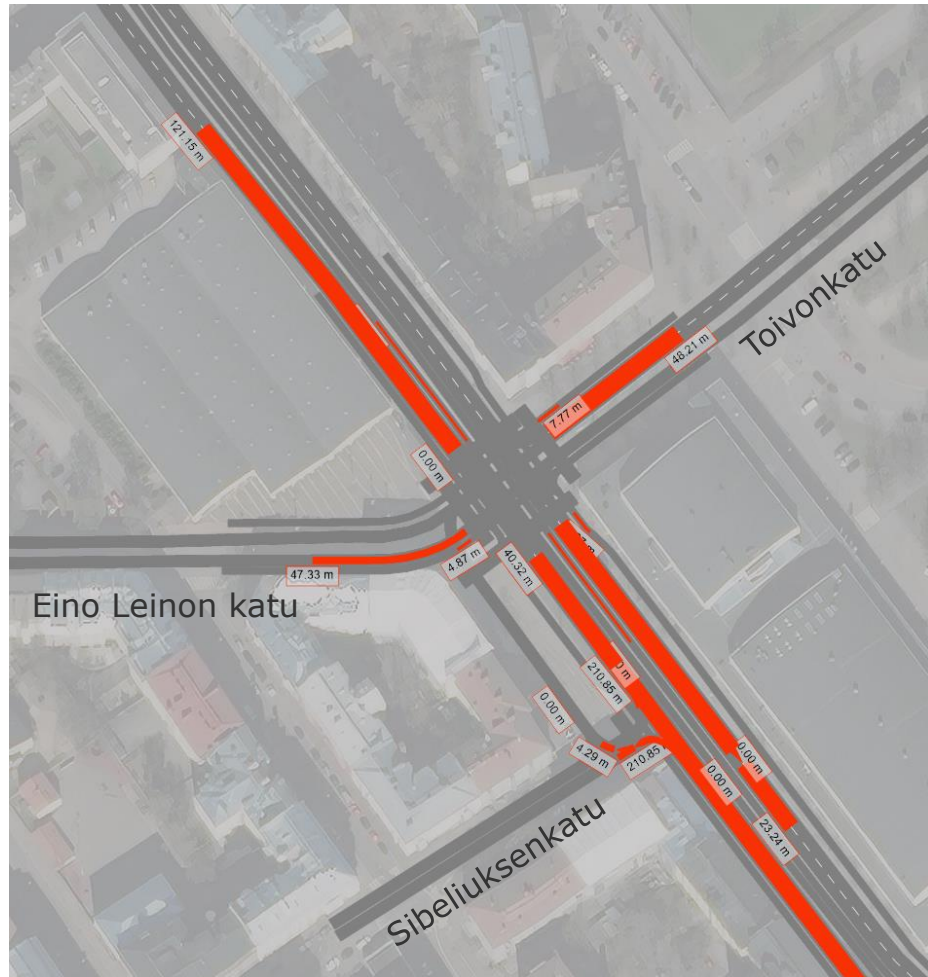 121.15 m
Toivonkatu
48.21 m
7.77 m
0.00 m
4.87 m
40.32 m
47.33 m
Eino Leinon katu
210.85 m
0.00 m
4.29 m
210.85
0.00 m
0.00 m
23.24 m
Sibeliuksenkatu